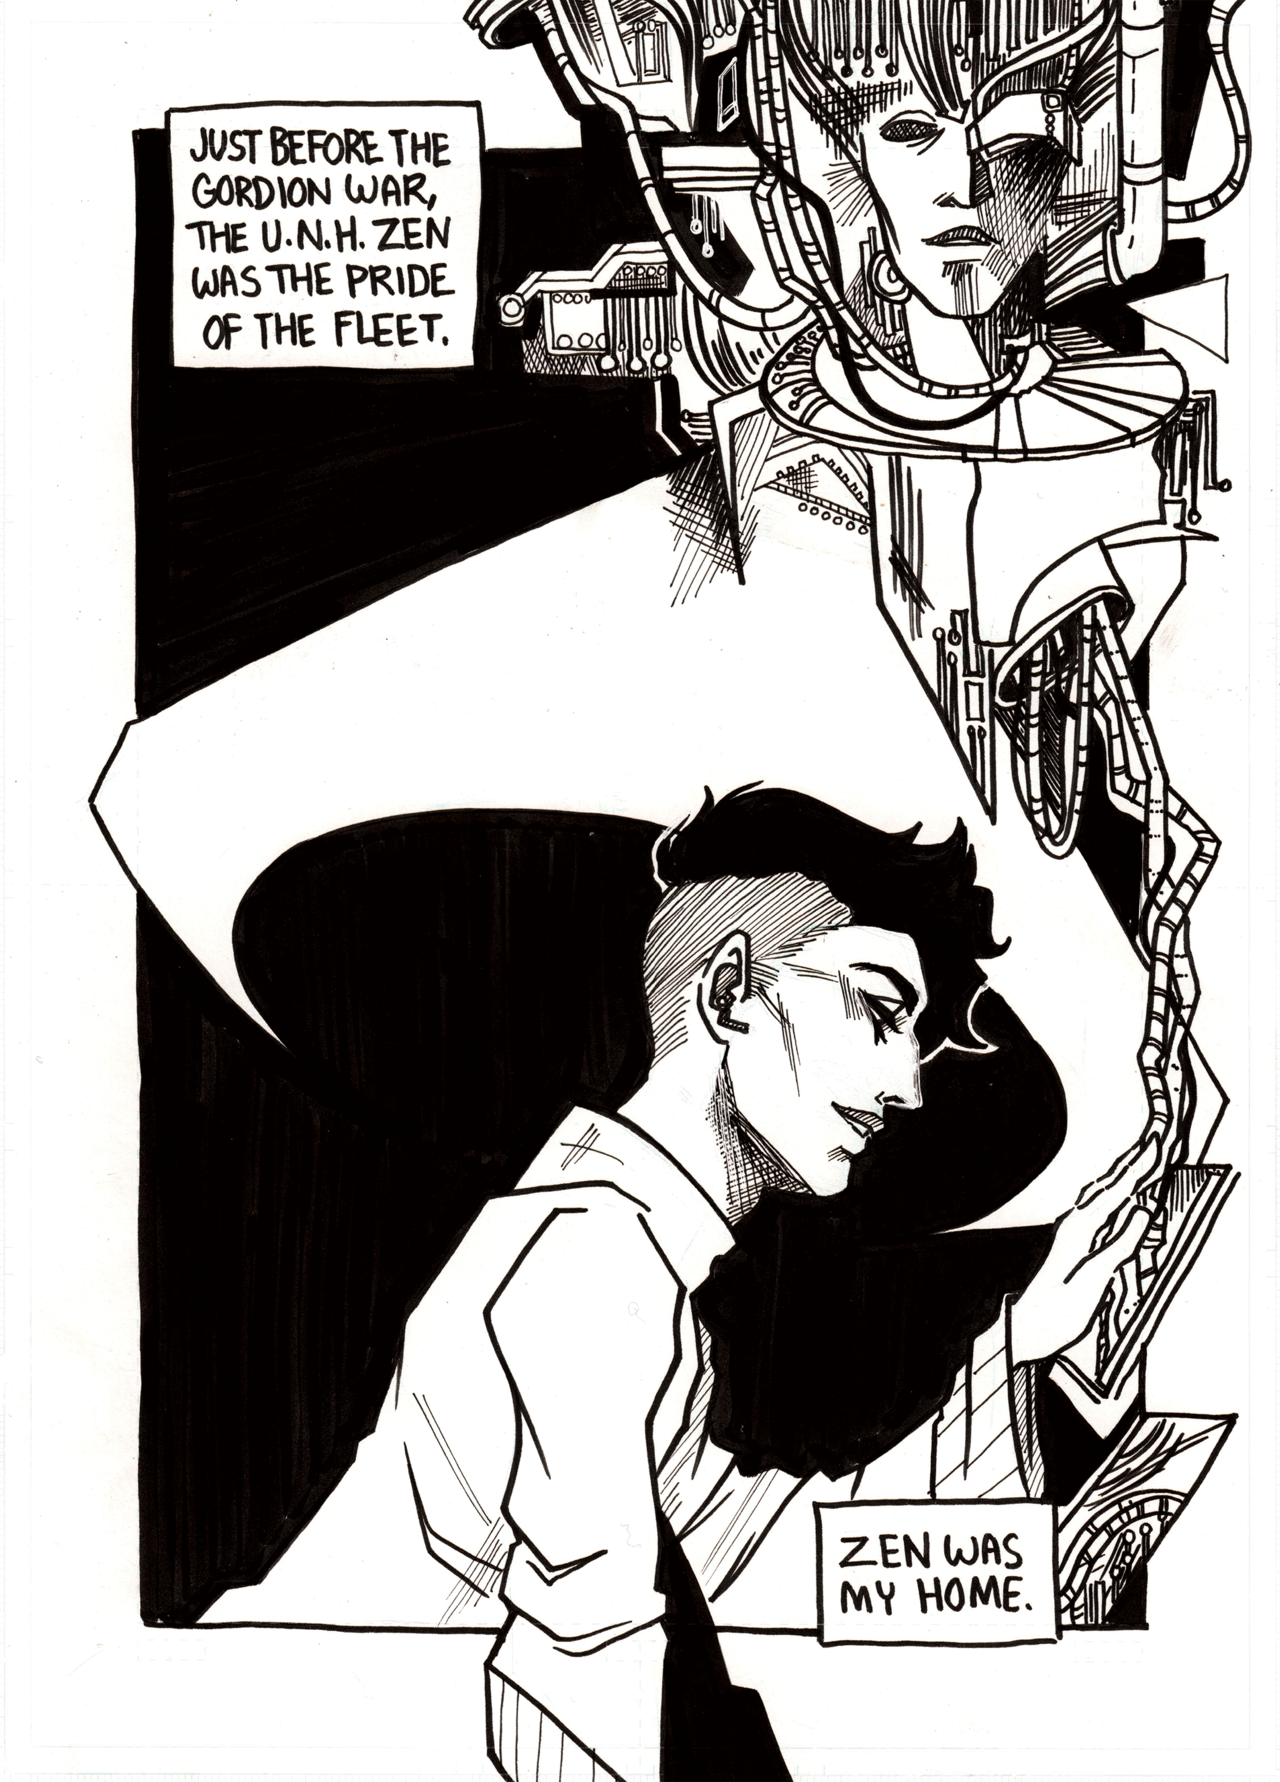 JUST BEFORE THE
GORDION WAR,
THE U.N.H. ZEN
WAS THE PRIDE
OF THE FLEET.
ZEN WAS
MY HOME.